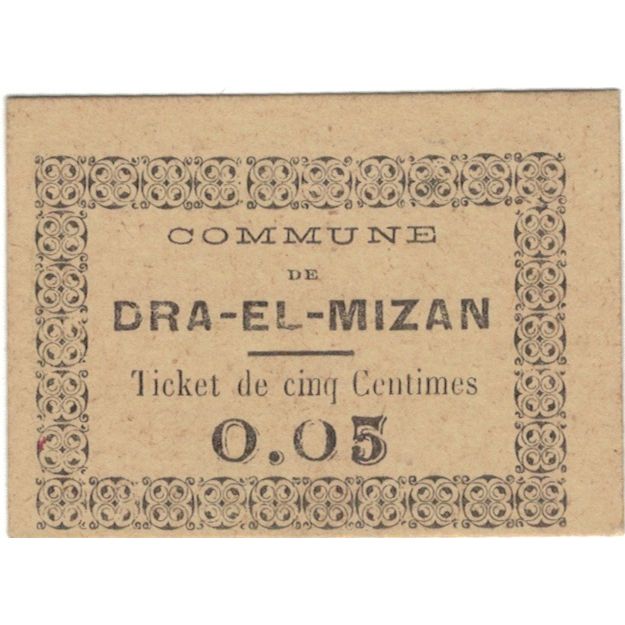 COMMUNE
DE
DRA-EL-MIZAN
Ticket de cinq Centimes
0.05